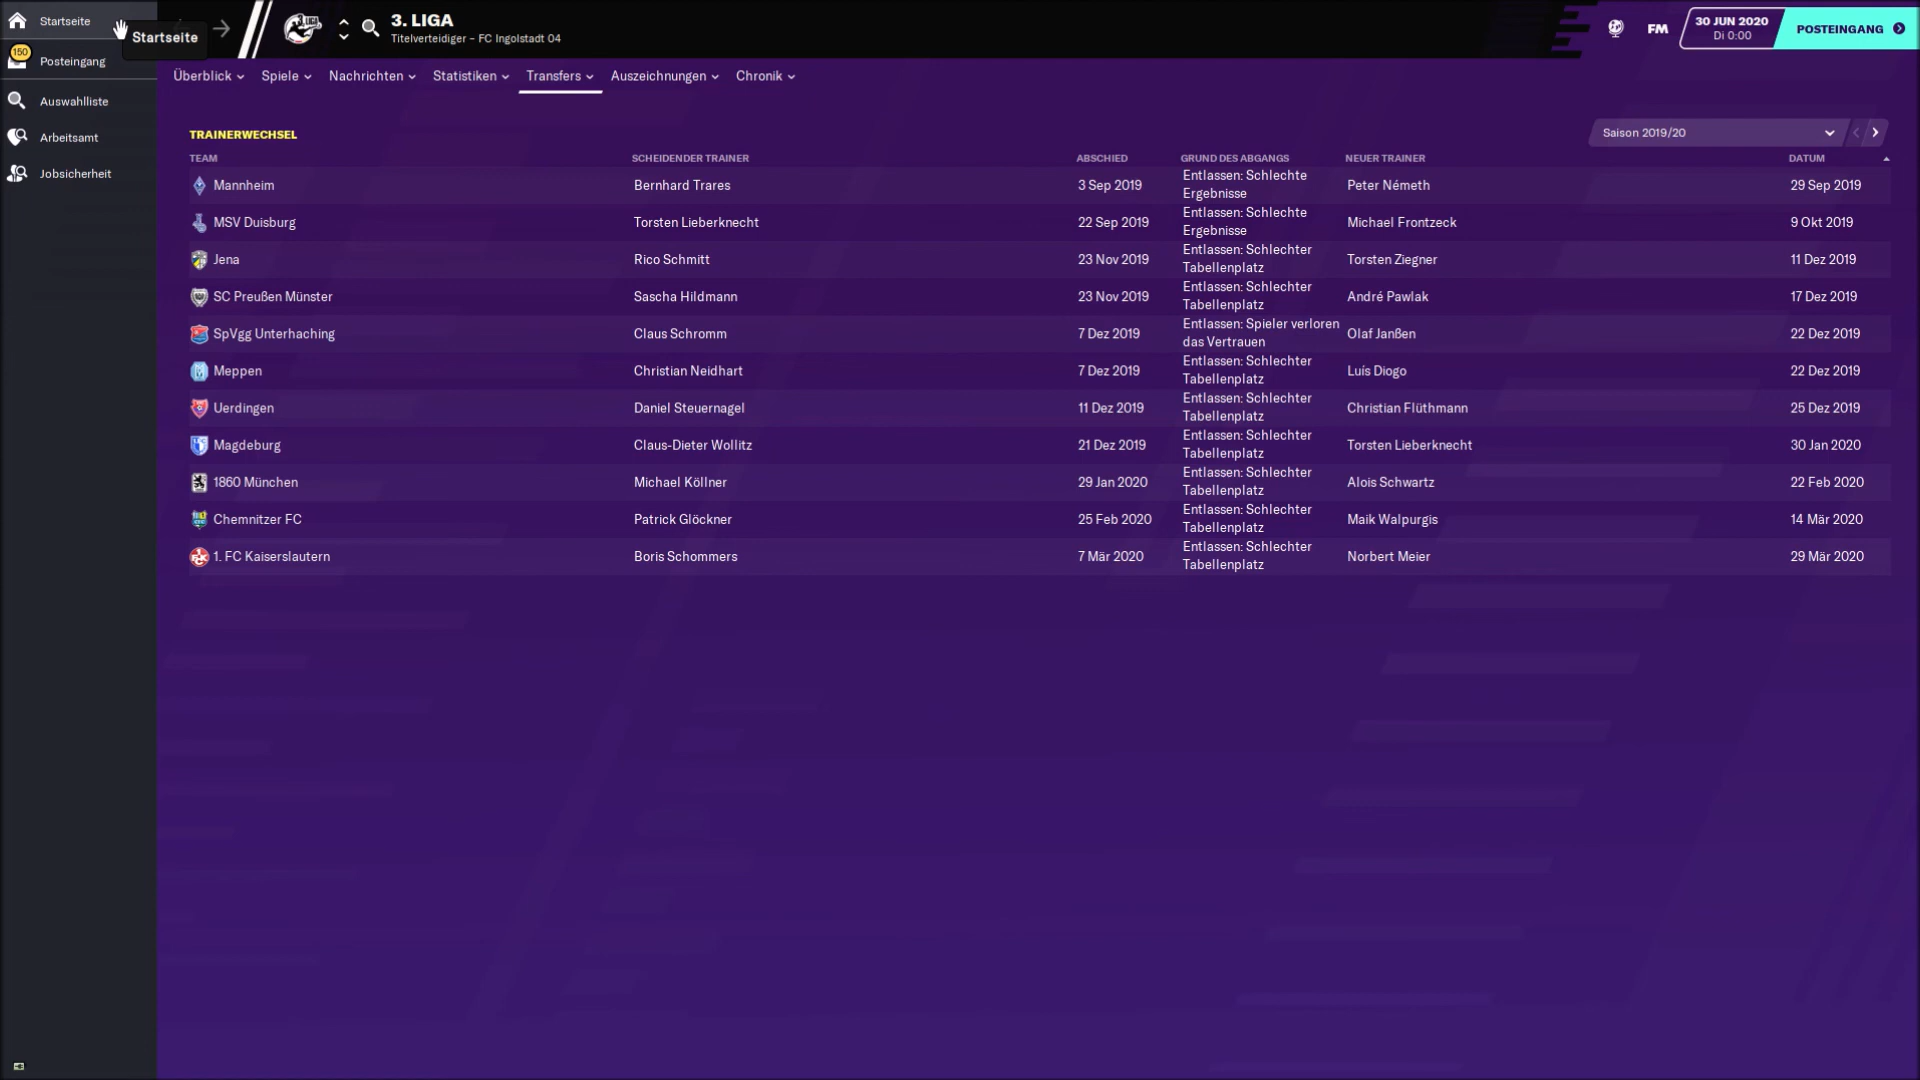 Startseite
Startseite
3. LIGA
Titelverteidiger – FC Ingolstadt 04
FM
30 JUN 2020
Di 0:00
POSTEINGANG
150
Posteingang
Auswahlliste
Arbeitsamt
Jobsicherheit
Überblick Spiele Nachrichten Statistiken Transfers Auszeichnungen Chronik
TRAINERWECHSEL
Saison 2019/20
TEAM SCHEIDENDER TRAINER ABSCHIED GRUND DES ABGANGS NEUER TRAINER DATUM
Mannheim Bernhard Trares 3 Sep 2019 Entlassen: Schlechte Ergebnisse Peter Németh 29 Sep 2019
MSV Duisburg Torsten Lieberknecht 22 Sep 2019 Entlassen: Schlechte Ergebnisse Michael Frontzeck 9 Okt 2019
Jena Rico Schmitt 23 Nov 2019 Entlassen: Schlechter Tabellenplatz Torsten Ziegner 11 Dez 2019
SC Preußen Münster Sascha Hildmann 23 Nov 2019 Entlassen: Schlechter Tabellenplatz André Pawlak 17 Dez 2019
SpVgg Unterhaching Claus Schromm 7 Dez 2019 Entlassen: Spieler verloren das Vertrauen Olaf Janßen 22 Dez 2019
Meppen Christian Neidhart 7 Dez 2019 Entlassen: Schlechter Tabellenplatz Luís Diogo 22 Dez 2019
Uerdingen Daniel Steuernagel 11 Dez 2019 Entlassen: Schlechter Tabellenplatz Christian Flüthmann 25 Dez 2019
Magdeburg Claus-Dieter Wollitz 21 Dez 2019 Entlassen: Schlechter Tabellenplatz Torsten Lieberknecht 30 Jan 2020
1860 München Michael Köllner 29 Jan 2020 Entlassen: Schlechter Tabellenplatz Alois Schwartz 22 Feb 2020
Chemnitzer FC Patrick Glöckner 25 Feb 2020 Entlassen: Schlechter Tabellenplatz Maik Walpurgis 14 Mär 2020
1. FC Kaiserslautern Boris Schommers 7 Mär 2020 Entlassen: Schlechter Tabellenplatz Norbert Meier 29 Mär 2020